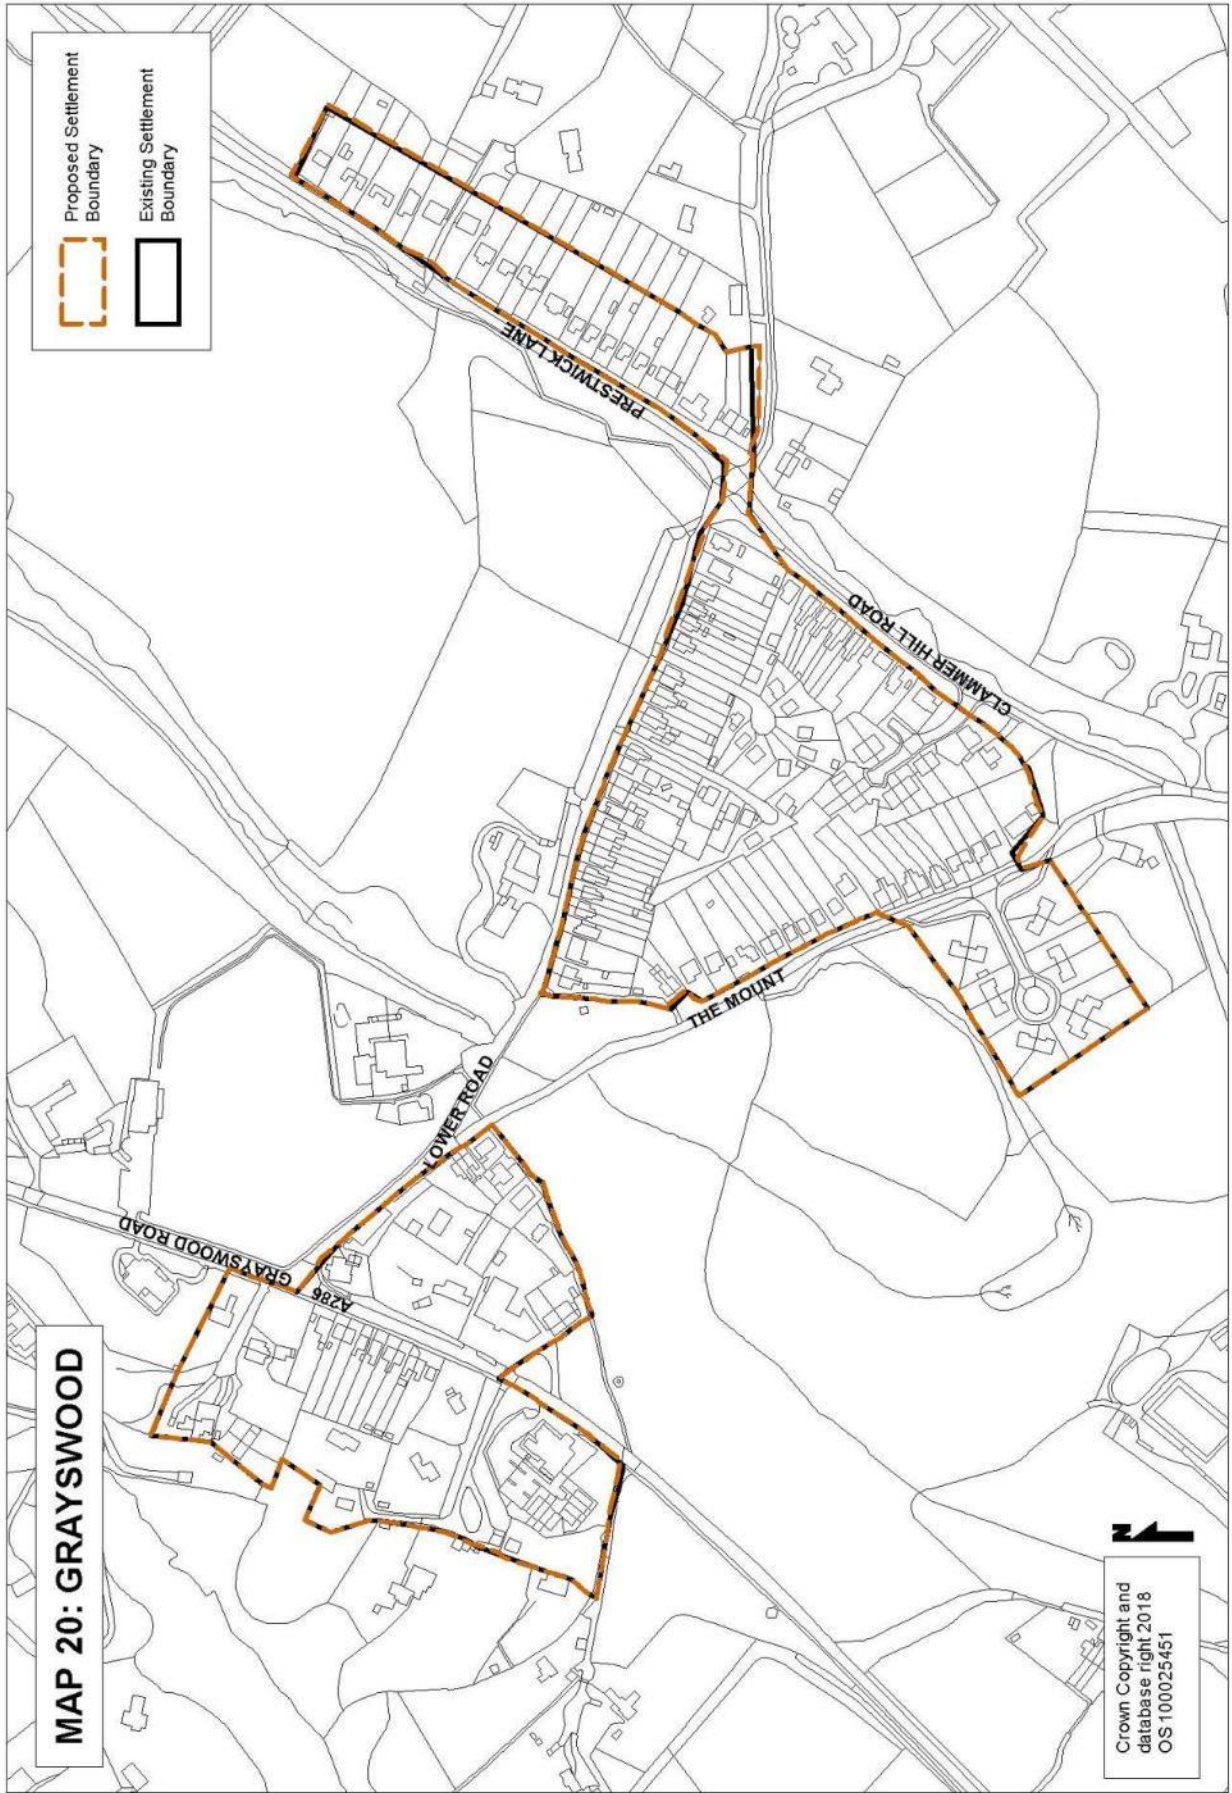 MAP 20: GRAYSWOOD
Proposed Settlement
Boundary
Existing Settlement
Boundary
GRAYSWOOD ROAD
A286
LOWER ROAD
THE MOUNT
PRESTWICK LANE
CLAMMER HILL ROAD
Crown Copyright and
database right 2018
OS 100025451
N